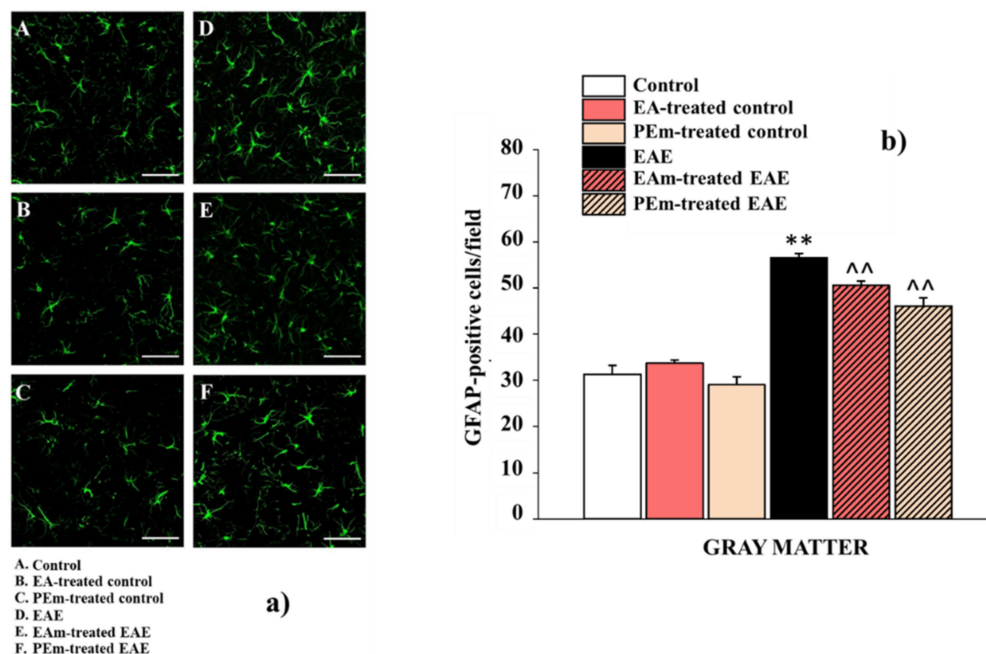 A
D
B
E
C
F
A. Control
B. EA-treated control
C. PEm-treated control
D. EAE
E. EAm-treated EAE
F. PEm-treated EAE
a)
Control
EA-treated control
PEm-treated control
EAE
EAm-treated EAE
PEm-treated EAE
b)
GFAP-positive cells/field
80
70
60
50
40
30
20
10
0
**
^^
^^
GRAY MATTER